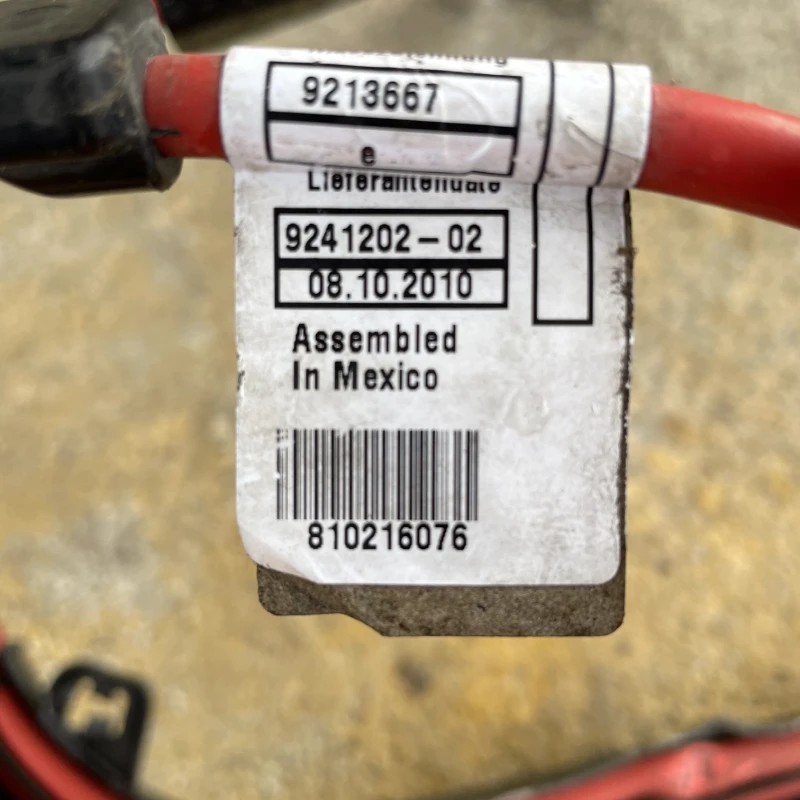 9213667
e
Lieferantendate
9241202-02
08.10.2010
Assembled
In Mexico
810216076